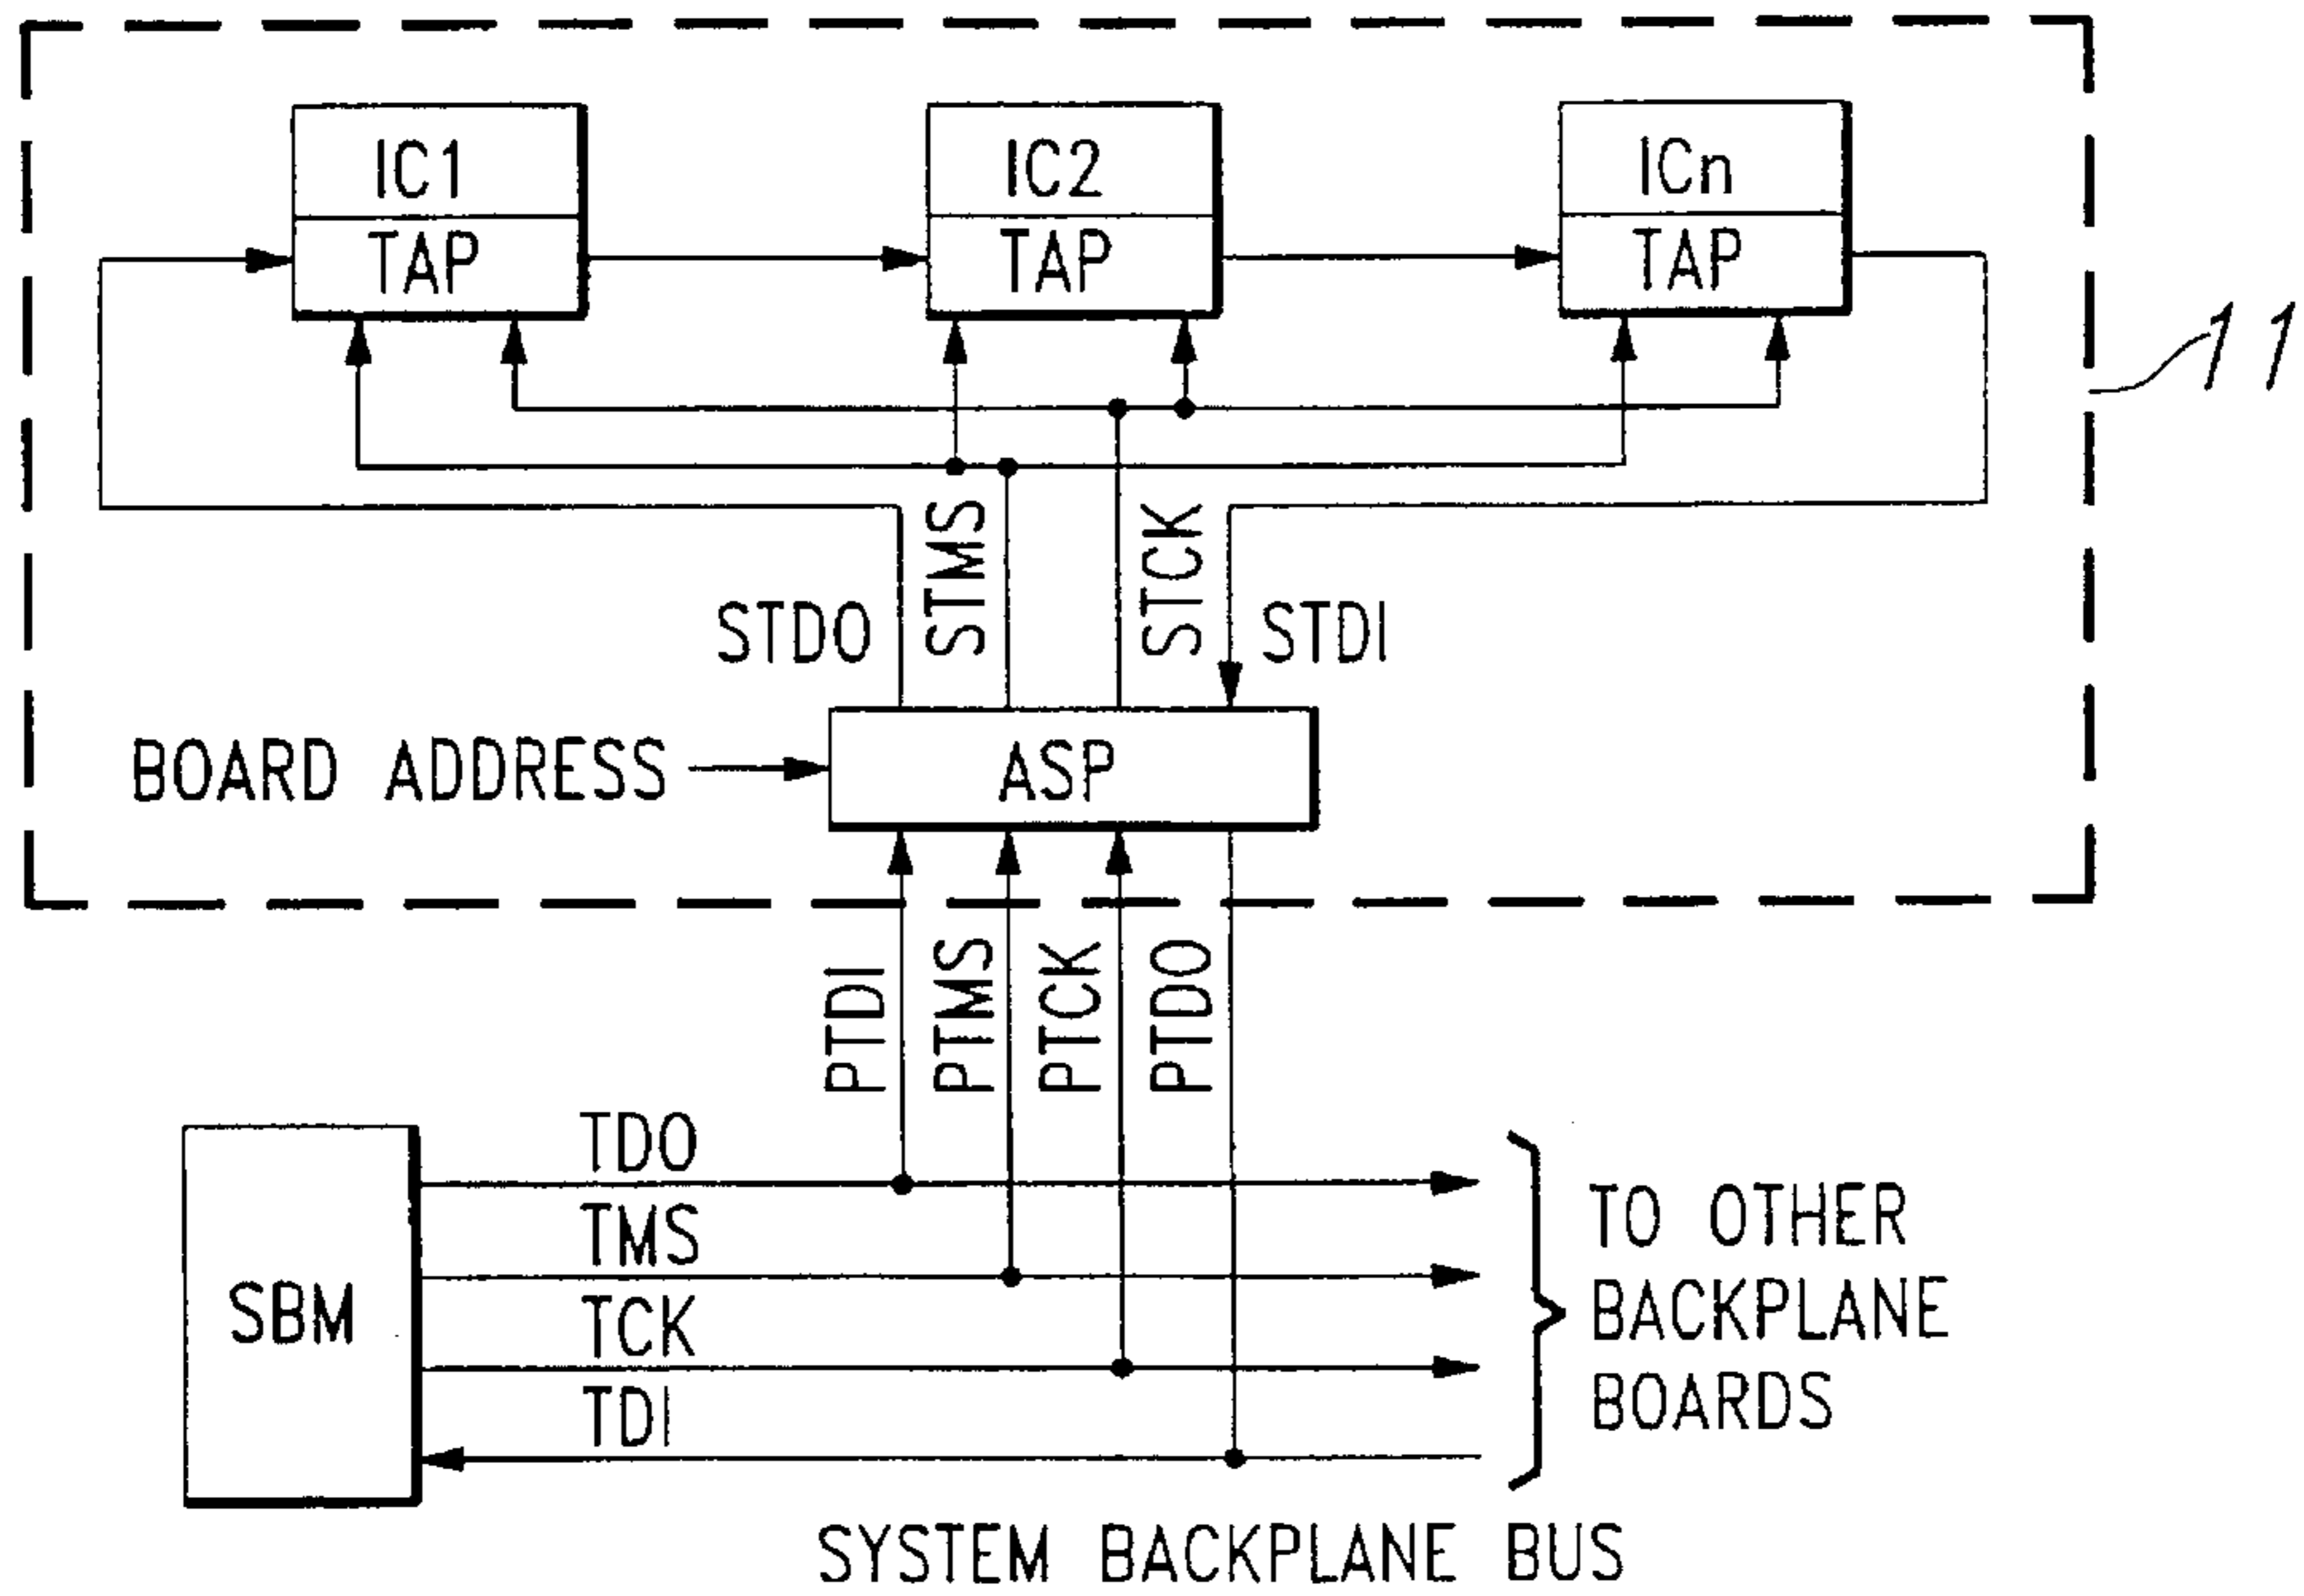 IC1
TAP
IC2
TAP
ICn
TAP
11
STDO
STMS
STCK
STDI
BOARD ADDRESS
ASP
PTDI
PTMS
PTCK
PTDO
SBM
TDO
TMS
TCK
TDI
TO OTHER
BACKPLANE
BOARDS
SYSTEM BACKPLANE BUS